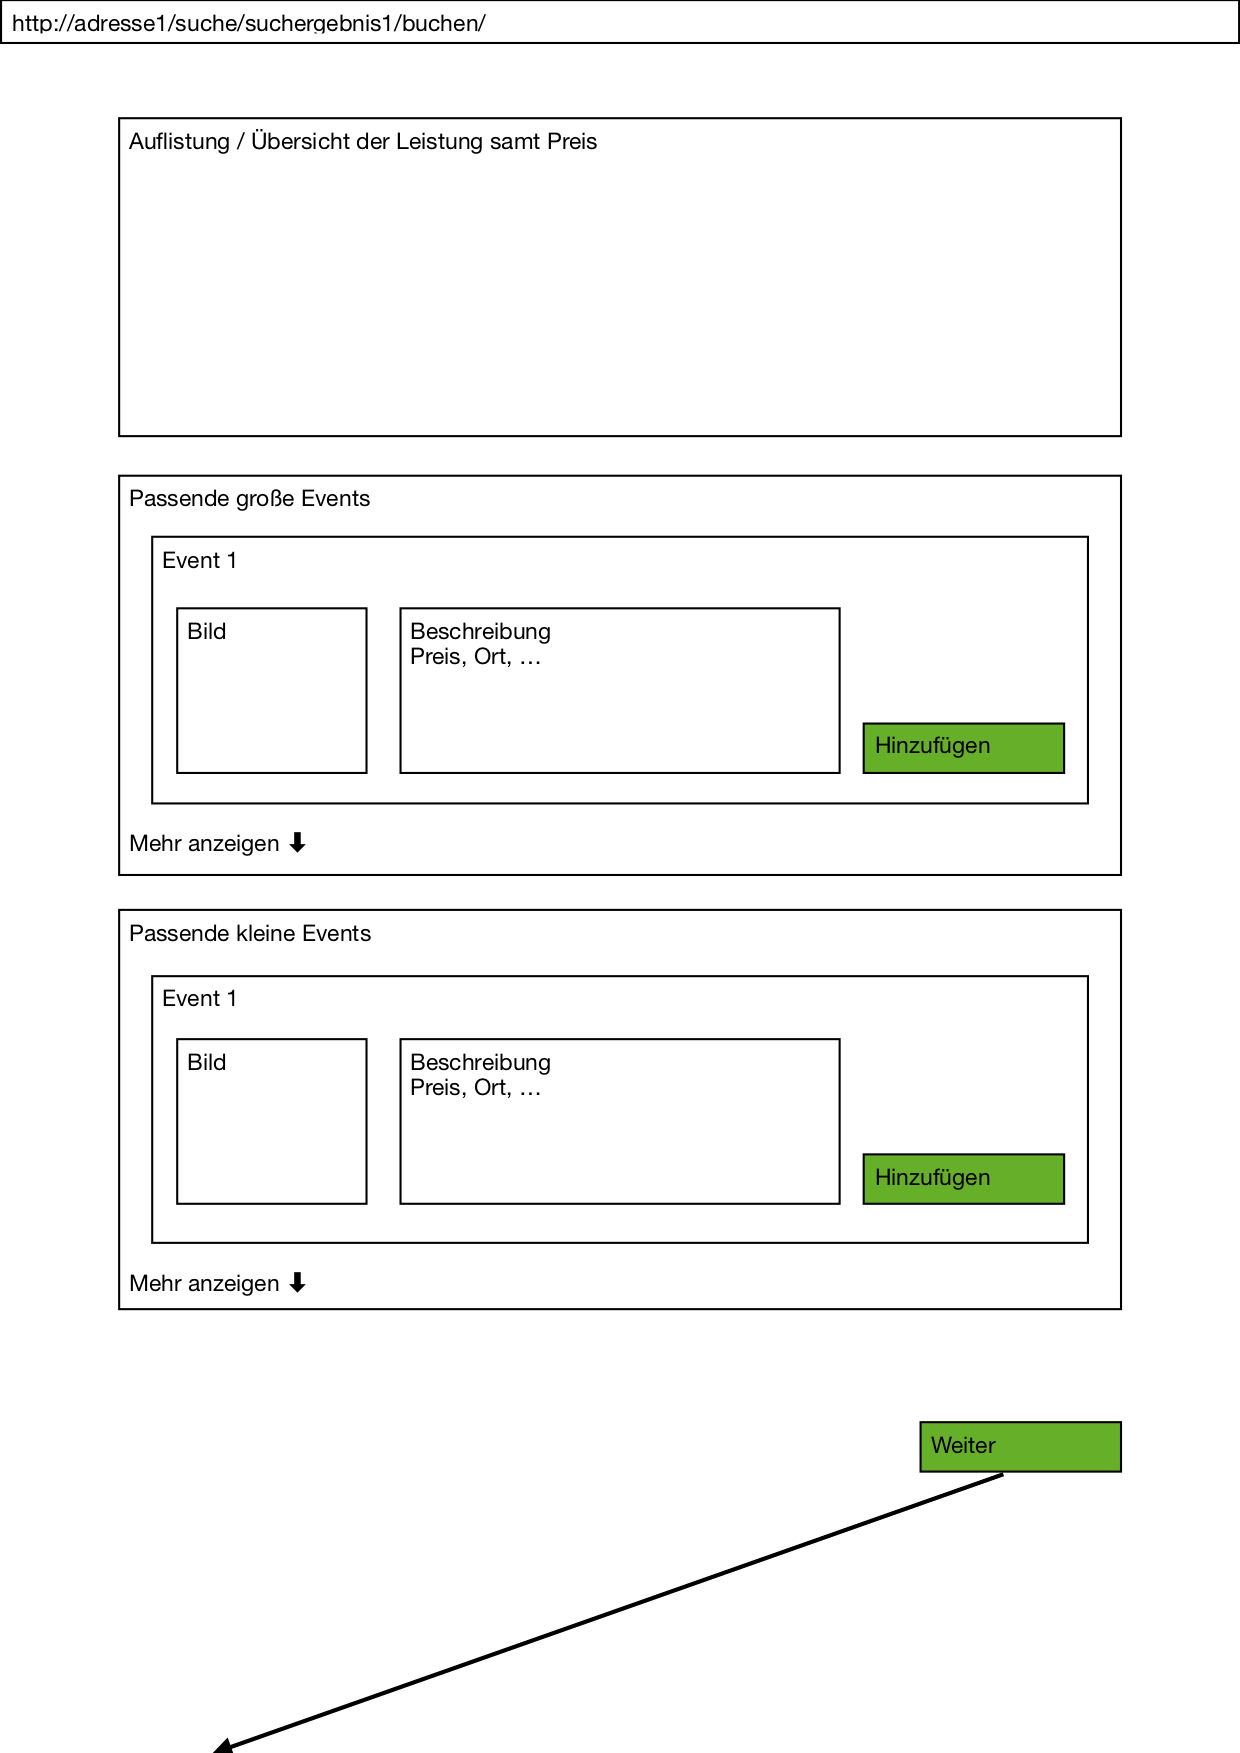 http://adresse1/suche/suchergebnis1/buchen/
Auflistung / Übersicht der Leistung samt Preis
Passende große Events
Event 1
Bild
Beschreibung
Preis, Ort, …
Hinzufügen
Mehr anzeigen ⬇
Passende kleine Events
Event 1
Bild
Beschreibung
Preis, Ort, …
Hinzufügen
Mehr anzeigen ⬇
Weiter